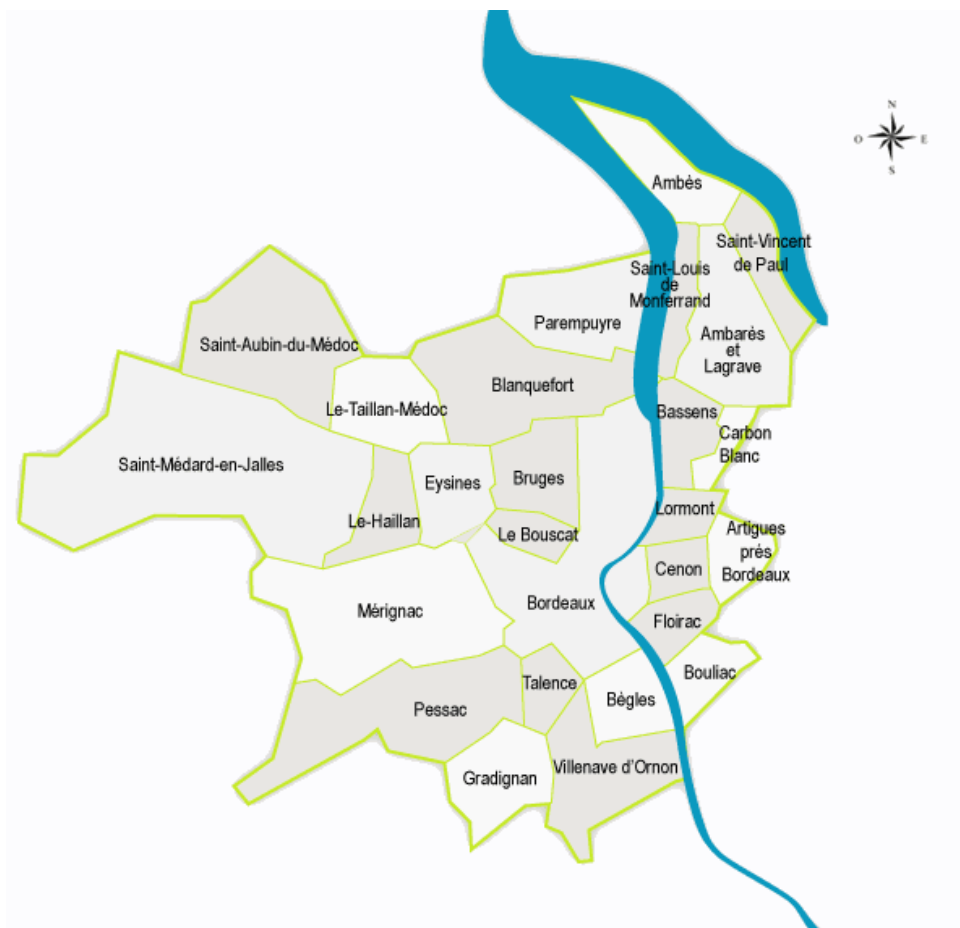 N
O
E
S
Ambès
Saint-Vincent
de Paul
Saint-Louis
de
Monferrand
Parempuyre
Ambarès
et
Lagrave
Saint-Aubin-du-Médoc
Blanquefort
Le-Taillan-Médoc
Bassens
Carbon
Blanc
Saint-Médard-en-Jalles
Eysines
Bruges
Lormont
Le-Haillan
Le Bouscat
Artigues
près
Bordeaux
Cenon
Mérignac
Bordeaux
Floirac
Bouliac
Talence
Bègles
Pessac
Villenave d'Ornon
Gradignan